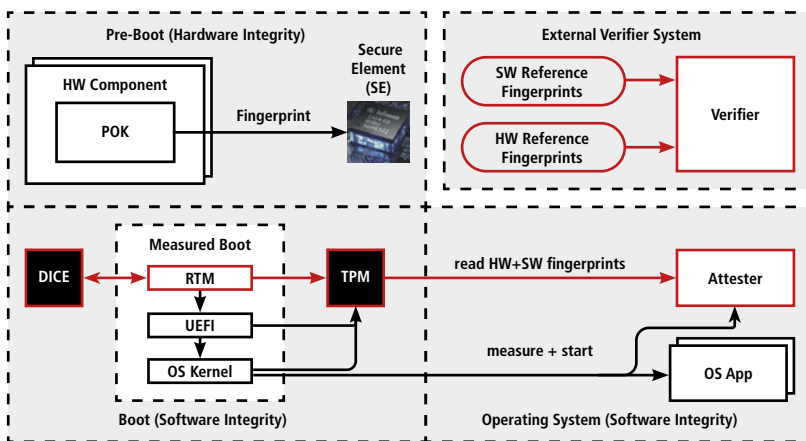 Pre-Boot (Hardware Integrity)
HW Component
POK
Fingerprint
Secure
Element
(SE)
External Verifier System
SW Reference
Fingerprints
HW Reference
Fingerprints
Verifier
DICE
Measured Boot
RTM
UEFI
OS Kernel
TPM
Boot (Software Integrity)
read HW+SW fingerprints
Attester
measure + start
OS App
Operating System (Software Integrity)